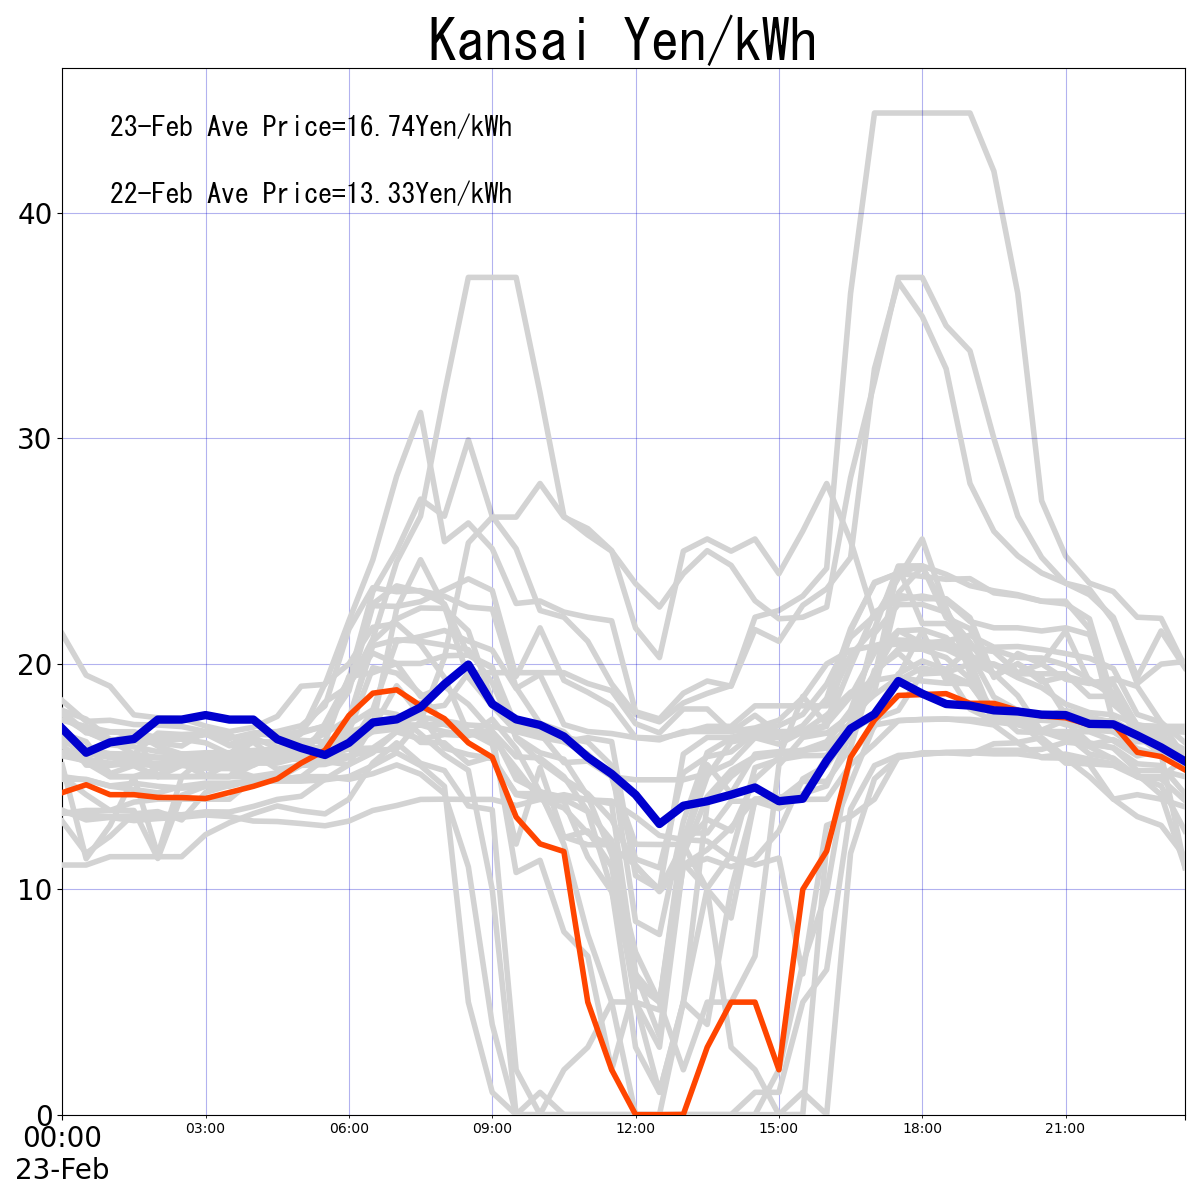 Kansai Yen/kWh
23-Feb Ave Price=16.74Yen/kWh
22-Feb Ave Price=13.33Yen/kWh
40
30
20
10
0
00:00 03:00 06:00 09:00 12:00 15:00 18:00 21:00
23-Feb